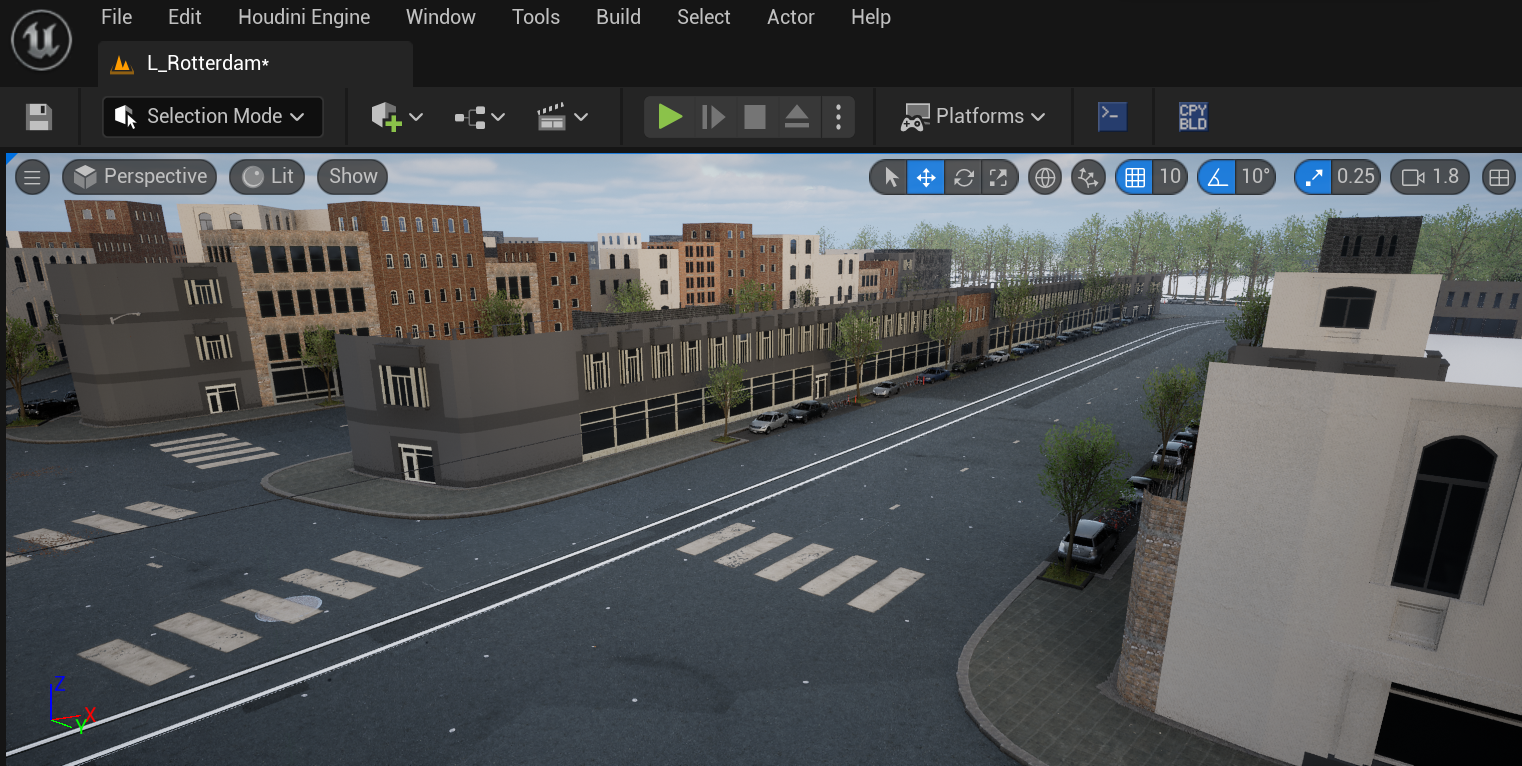 File Edit Houdini Engine Window Tools Build Select Actor Help
L_Rotterdam*
Selection Mode Platforms CPY
BLD
Perspective Lit Show 10 10° 0.25 1.8
Z
X
Y